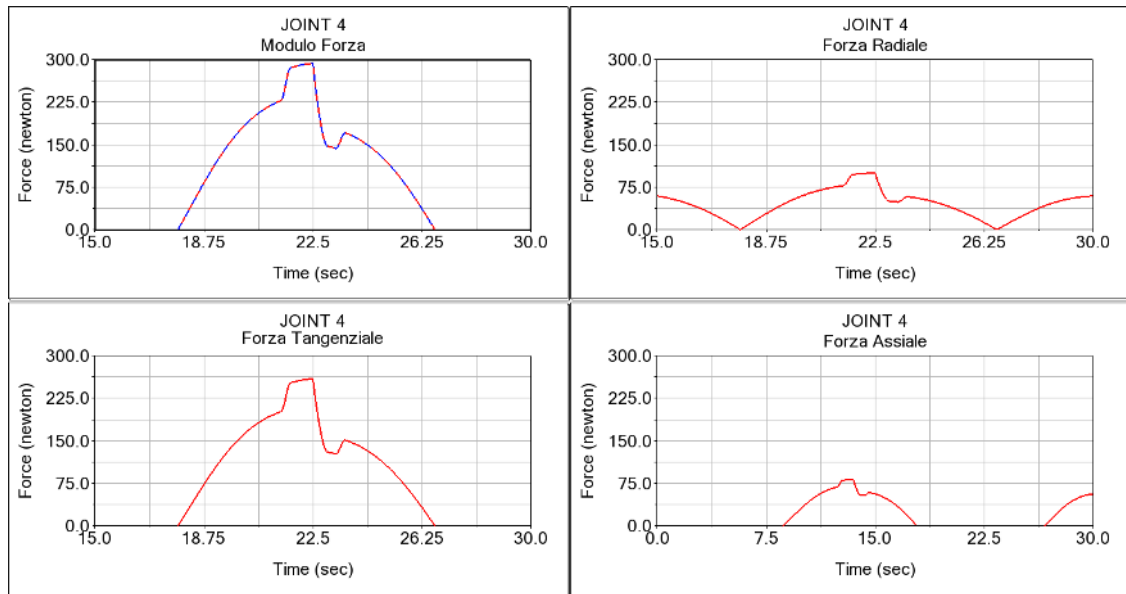 JOINT 4
Modulo Forza
300.0
225.0
150.0
75.0
0.0
Force (newton)
15.0 18.75 22.5 26.25 30.0
Time (sec)
JOINT 4
Forza Radiale
300.0
225.0
150.0
75.0
0.0
Force (newton)
15.0 18.75 22.5 26.25 30.0
Time (sec)
JOINT 4
Forza Tangenziale
300.0
225.0
150.0
75.0
0.0
Force (newton)
15.0 18.75 22.5 26.25 30.0
Time (sec)
JOINT 4
Forza Assiale
300.0
225.0
150.0
75.0
0.0
Force (newton)
0.0 7.5 15.0 22.5 30.0
Time (sec)